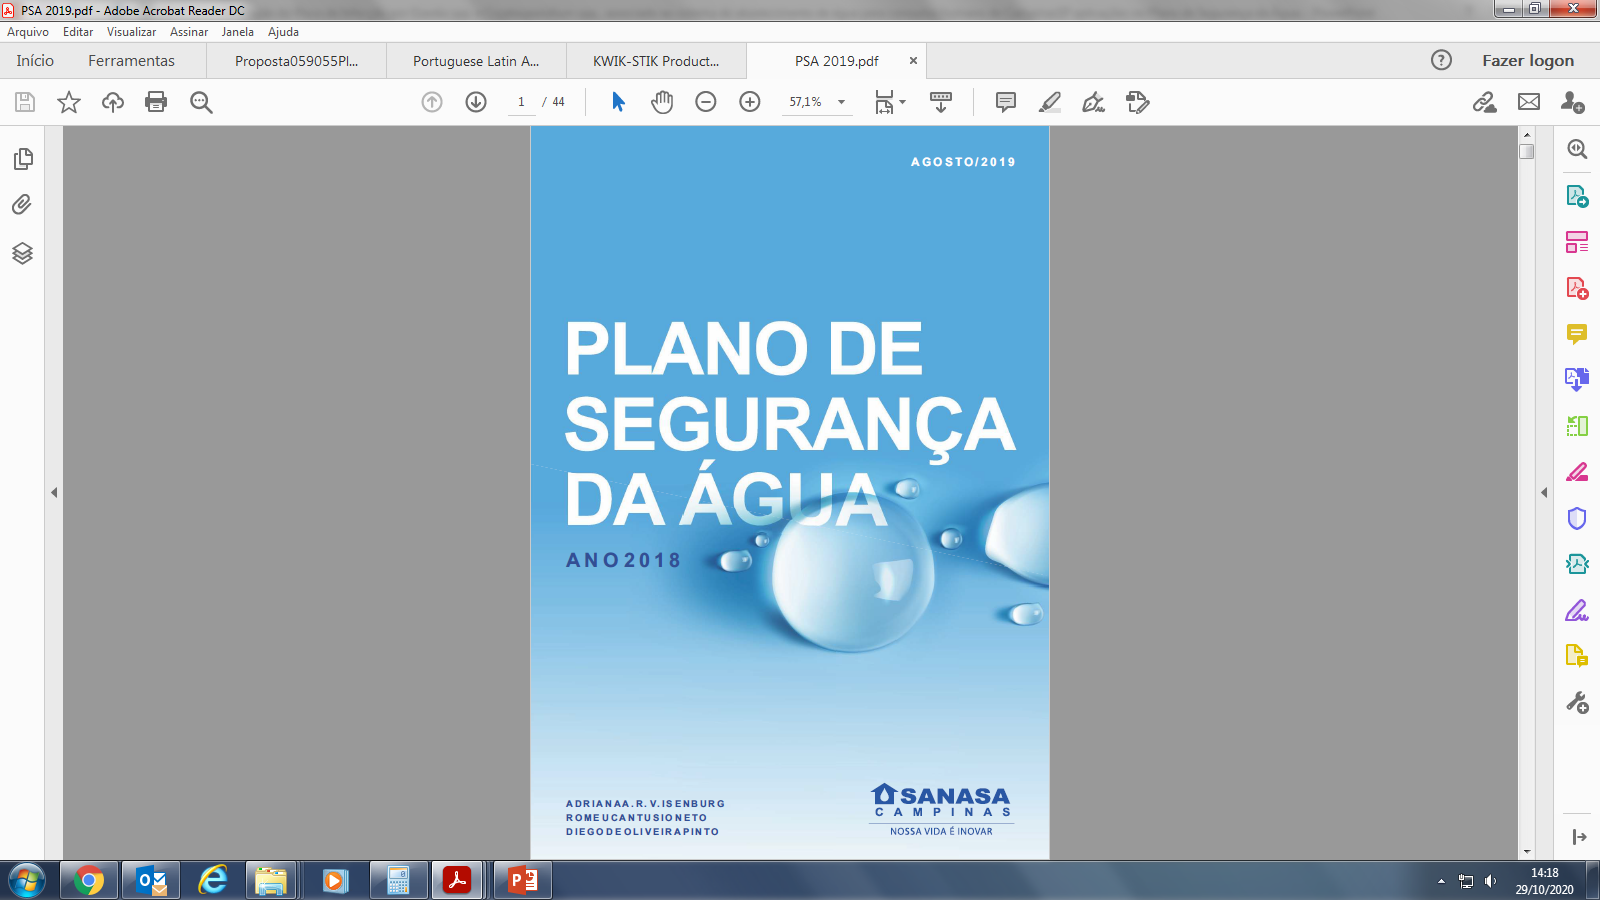 PSA 2019.pdf - Adobe Acrobat Reader DC
Arquivo Editar Visualizar Assinar Janela Ajuda
Início Ferramentas Proposta059055Pl... Portuguese Latin A... KWIK-STIK Product... PSA 2019.pdf × Fazer logon
1 / 44 57,1%
AGOSTO/2019
PLANO DE
SEGURANÇA
DA ÁGUA
ANO2018
ADRIANAA.R.V.ISENBURG
ROMEUCANTUSIONETO
DIEGODEOLIVEIRAPINTO
SANASA
CAMPINAS
NOSSA VIDA É INOVAR
14:18
29/10/2020